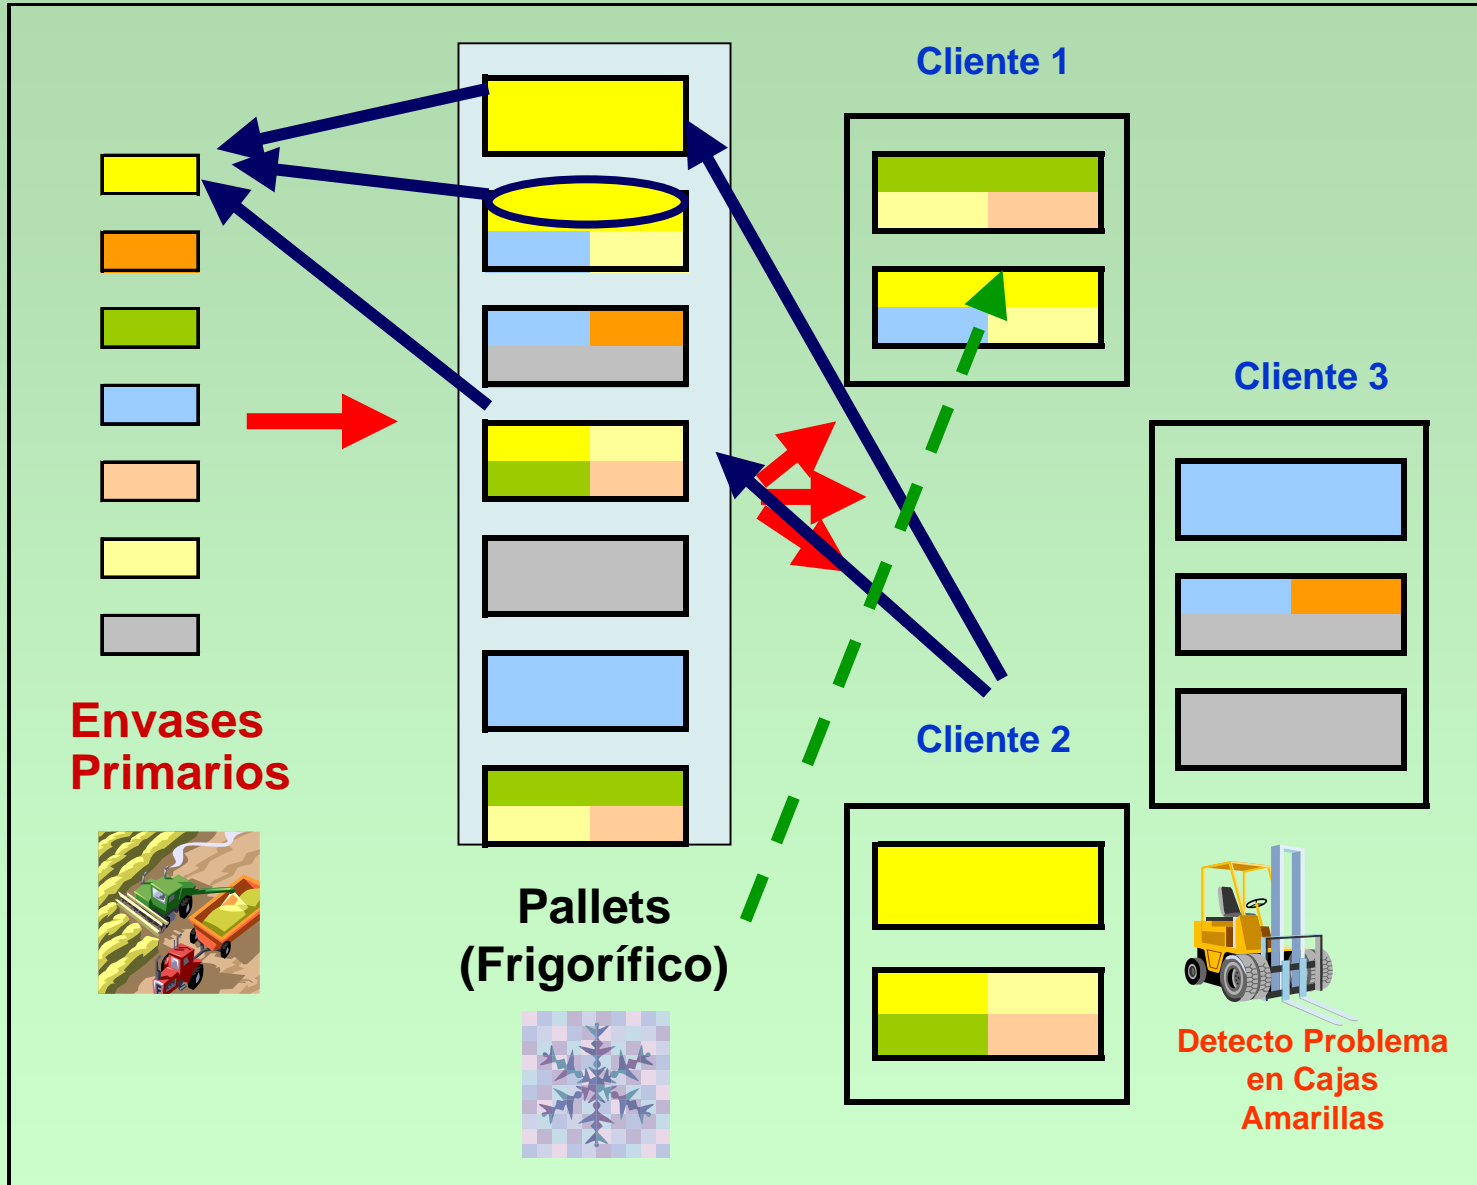 Cliente 1
Cliente 3
Envases
Primarios
Cliente 2
Pallets
(Frigorífico)
Detecto Problema
en Cajas
Amarillas